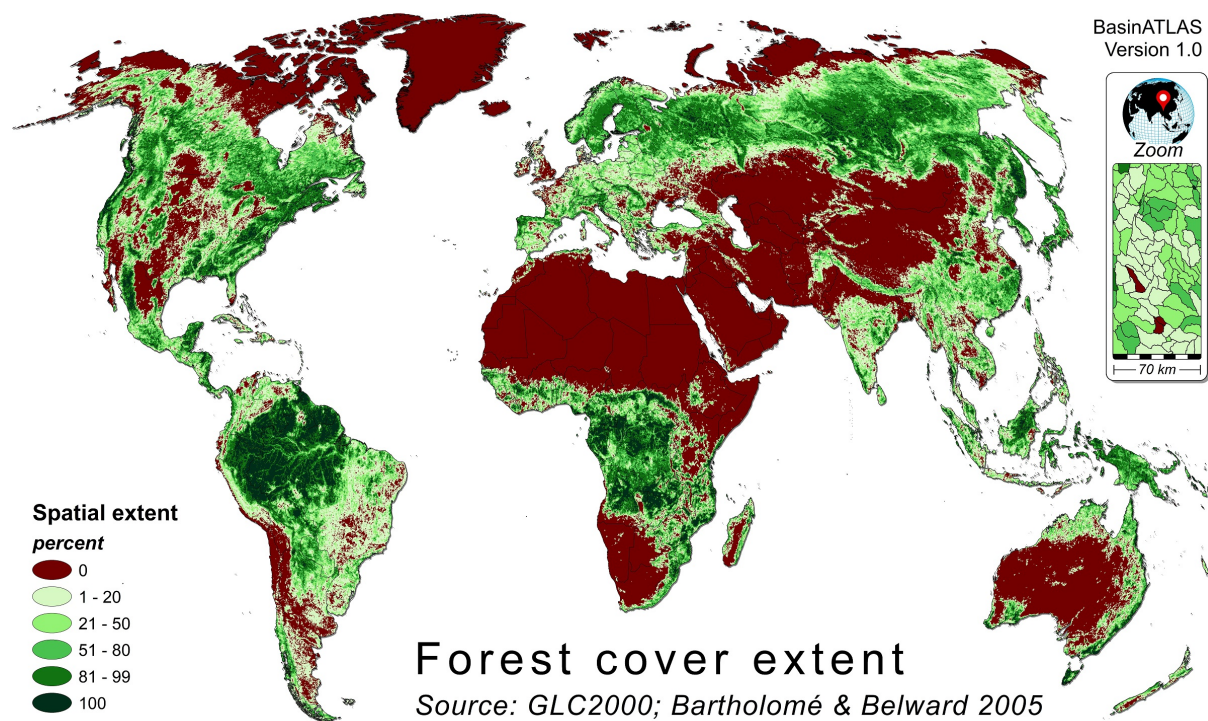 BasinATLAS
Version 1.0
Zoom
70 km
Spatial extent
percent
0
1 - 20
21 - 50
51 - 80
81 - 99
100
Forest cover extent
Source: GLC2000; Bartholomé & Belward 2005